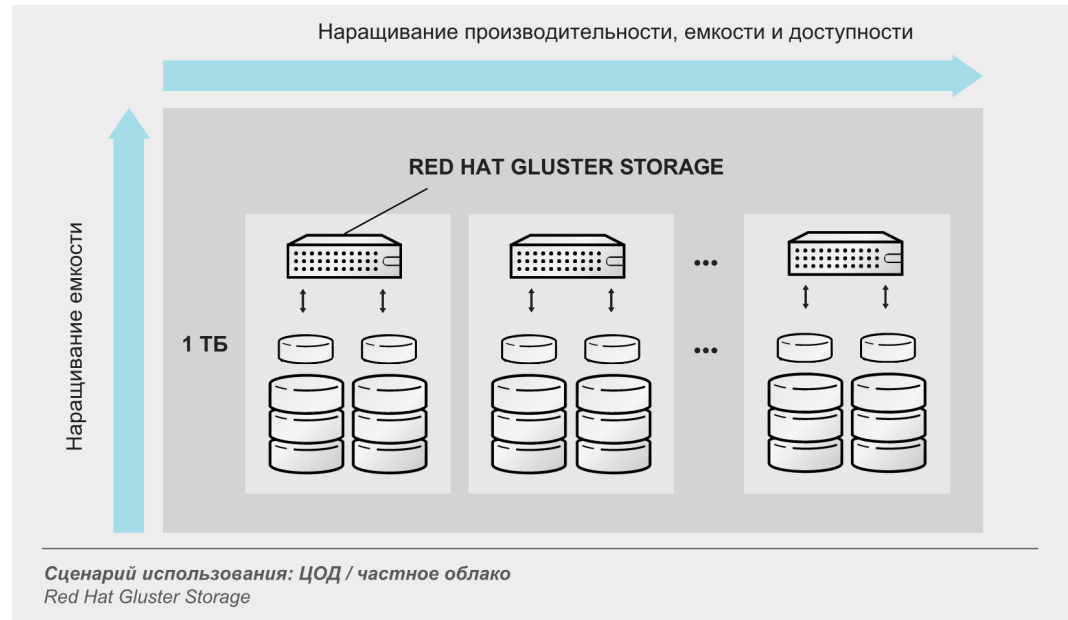 Наращивание производительности, емкости и доступности
RED HAT GLUSTER STORAGE
Наращивание емкости
•••
1 ТБ
•••
Сценарий использования: ЦОД / частное облако
Red Hat Gluster Storage